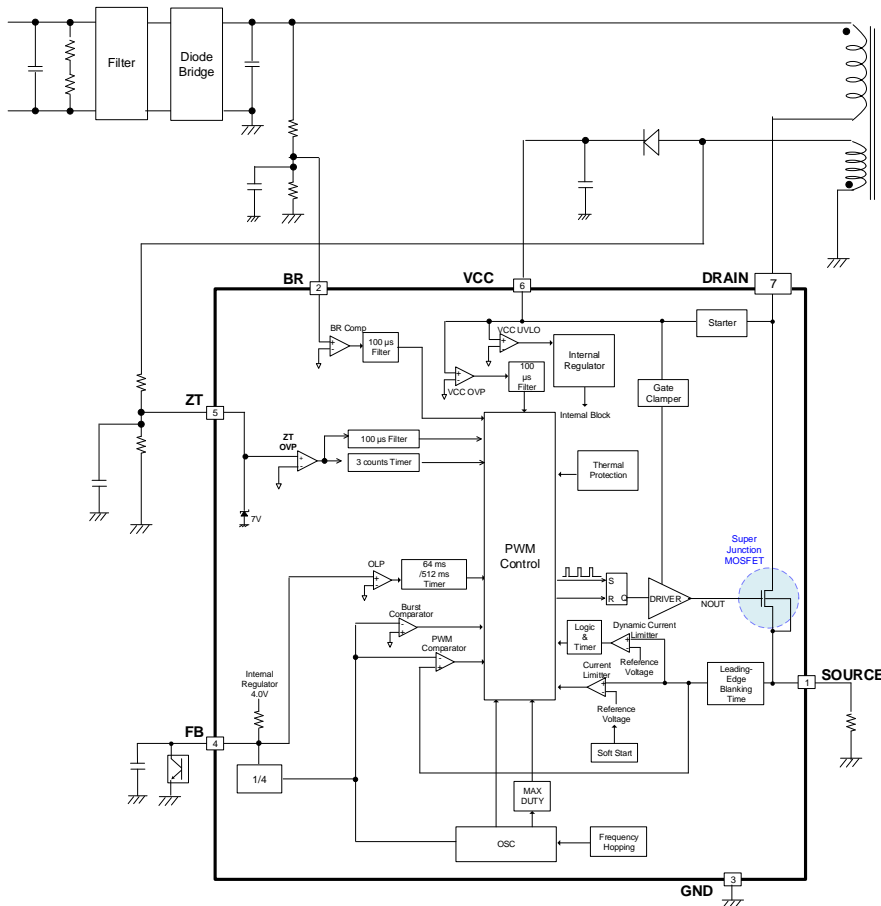 Filter
Diode
Bridge
BR
2
VCC
6
DRAIN
7
BR Comp
+
-
100 µs
Filter
VCC UVLO
+
-
Internal
Regulator
Starter
VCC OVP
+
-
100
µs
Filter
Internal Block
Gate
Clamper
ZT
5
ZT
OVP
+
-
100 µs Filter
3 counts Timer
7V
Thermal
Protection
PWM
Control
Super
Junction
MOSFET
OLP
+
-
64 ms
/512 ms
Timer
S
R
Q
DRIVER
NOUT
Burst
Comparator
-
+
PWM
Comparator
-
+
Logic
&
Timer
Dynamic Current
Limitter
+
-
Reference
Voltage
Current
Limitter
+
-
Reference
Voltage
Leading-
Edge
Blanking
Time
1
SOURCE
Internal
Regulator
4.0V
FB
4
1/4
Soft Start
MAX
DUTY
OSC
Frequency
Hopping
3
GND